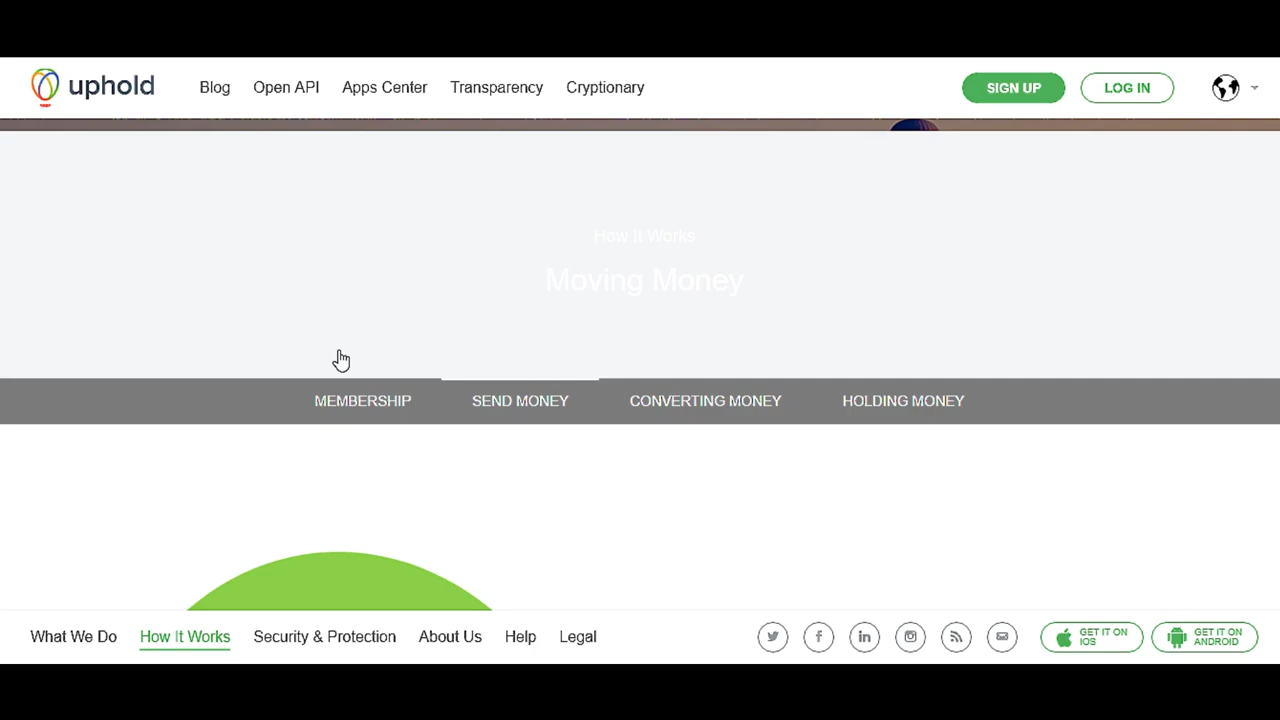 uphold Blog Open API Apps Center Transparency Cryptionary SIGN UP LOG IN
How It Works
Moving Money
MEMBERSHIP SEND MONEY CONVERTING MONEY HOLDING MONEY
What We Do How It Works Security & Protection About Us Help Legal f in GET IT ON IOS GET IT ON ANDROID